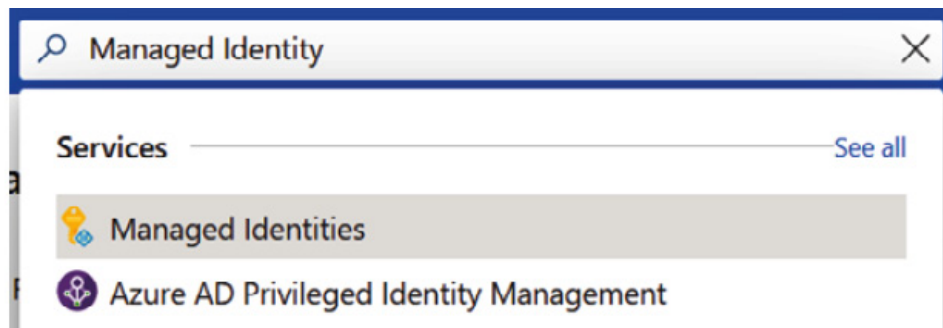 Managed Identity
Services See all
Managed Identities
Azure AD Privileged Identity Management